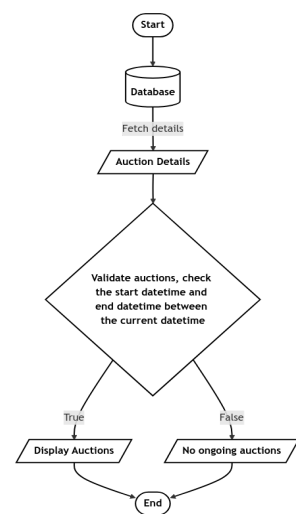 Start
Database
Fetch details
Auction Details
Validate auctions, check
the start datetime and
end datetime between
the current datetime
True
False
Display Auctions
No ongoing auctions
End